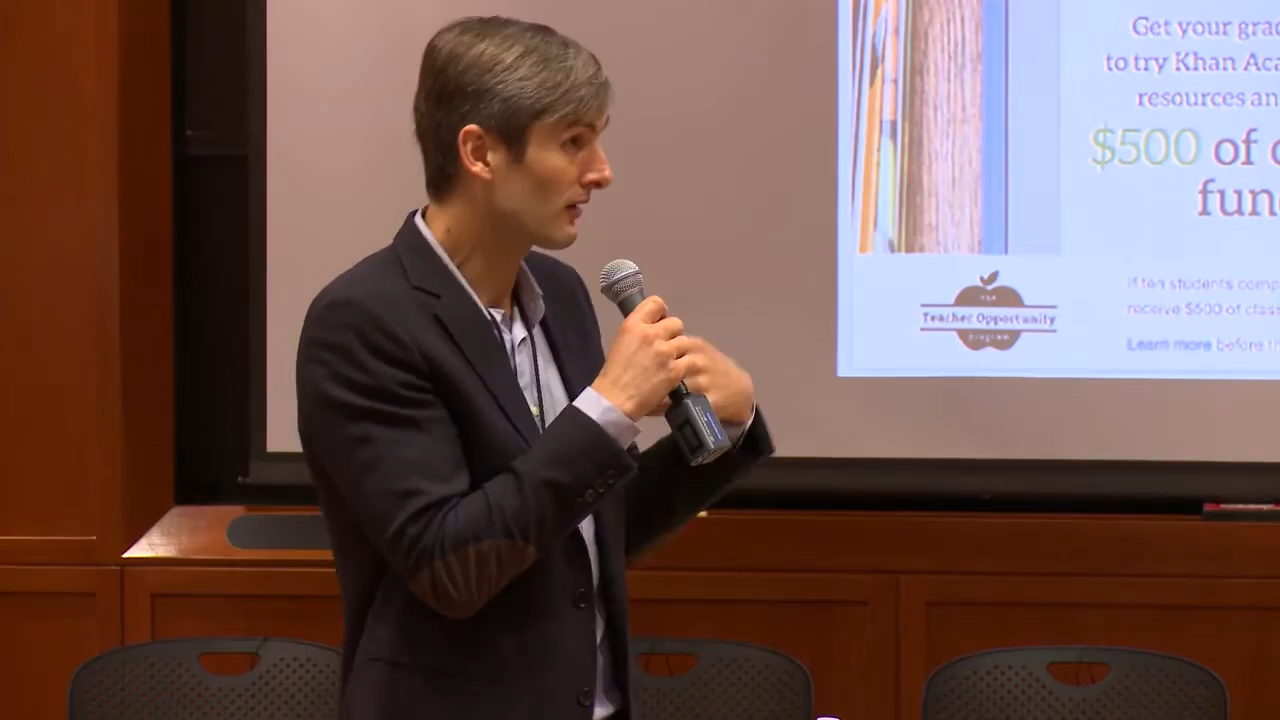 Get your grad
to try Khan Aca
resources an
$500 of
fun
Teacher Opportunity
If ten students comp
receive $500 of class
Learn more before th